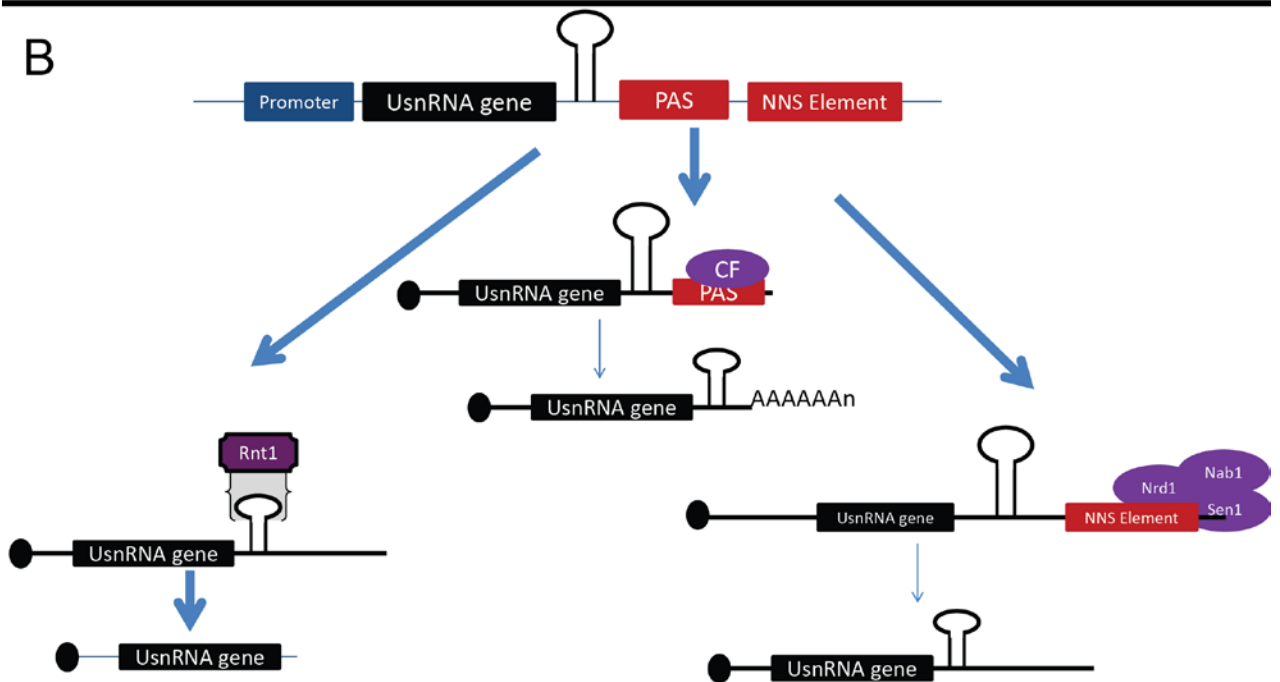 B
Promoter
UsnRNA gene
PAS
NNS Element
CF
UsnRNA gene
PAS
UsnRNA gene
AAAAAAn
Rnt1
UsnRNA gene
UsnRNA gene
Nab1
Nrd1
Sen1
UsnRNA gene
NNS Element
UsnRNA gene